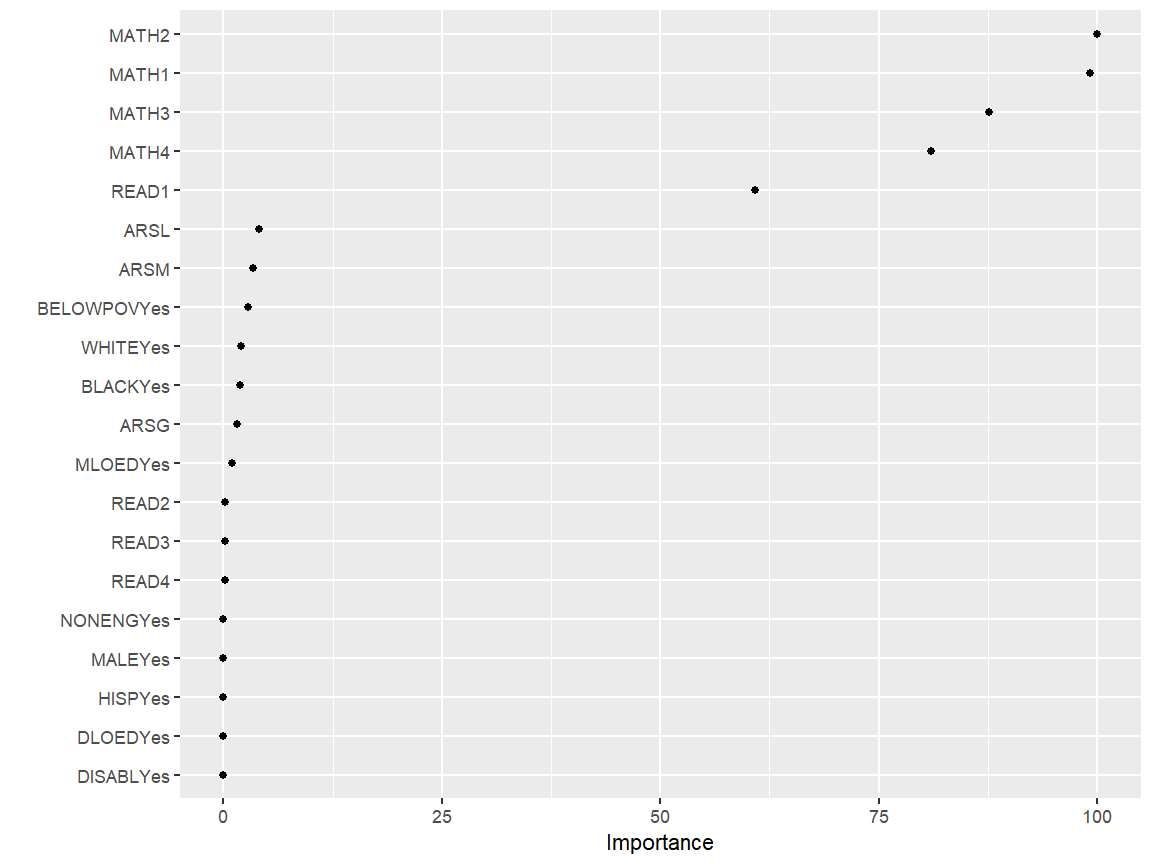 MATH2
MATH1
MATH3
MATH4
READ1
ARSL
ARSM
BELOWPOVYes
WHITEYes
BLACKYes
ARSG
MLOEDYes
READ2
READ3
READ4
NONENGYes
MALEYes
HISPYes
DLOEDYes
DISABLYes
0 25 50 75 100
Importance